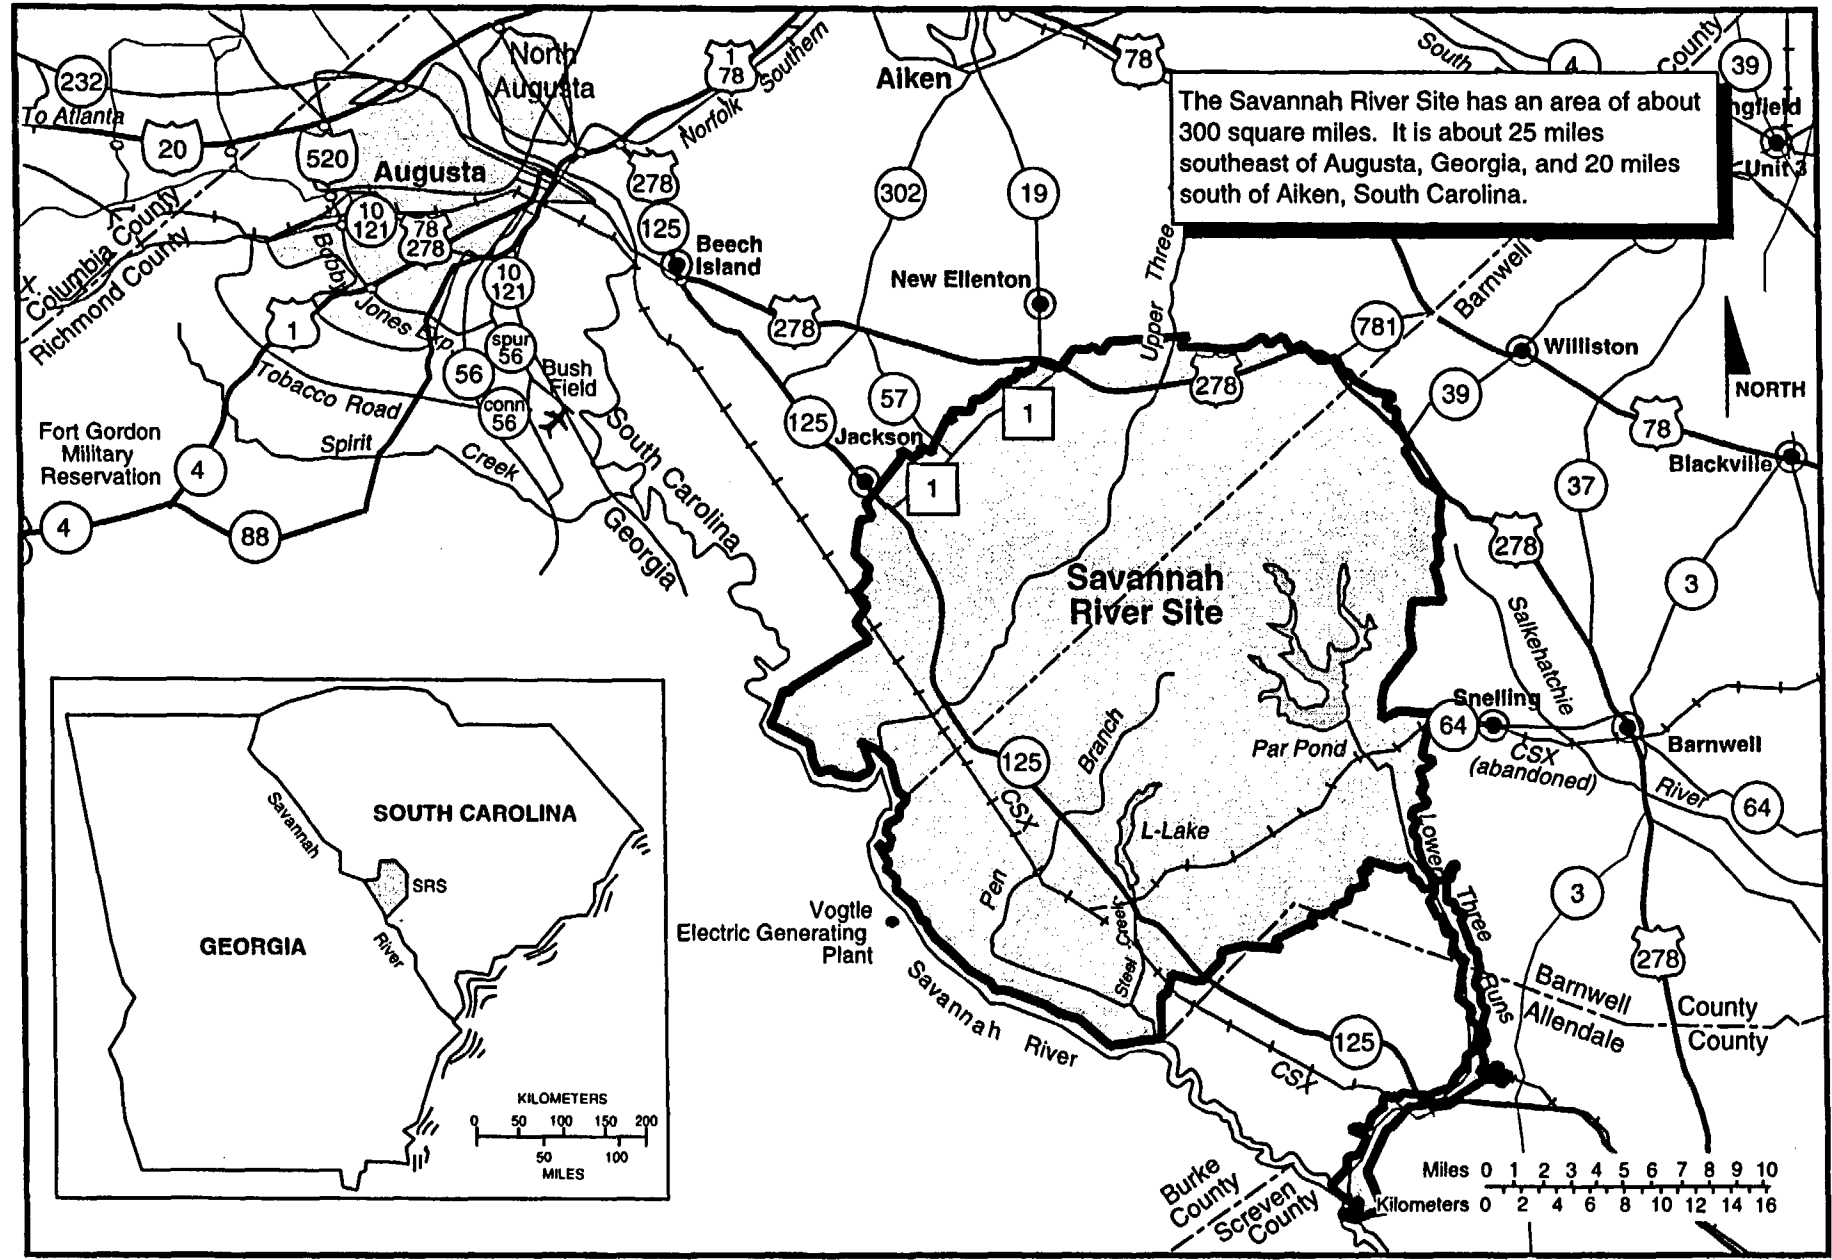 North
Augusta
1
78
Norfolk Southern
Aiken
78
South
4
County
39
ngfield
Unit 3
The Savannah River Site has an area of about
300 square miles. It is about 25 miles
southeast of Augusta, Georgia, and 20 miles
south of Aiken, South Carolina.
232
To Atlanta
20
520
Augusta
278
125
302
19
Beech
Island
10
121
78
278
Bobby
Jones Exp.
10
121
Columbia County
Richmond County
New Ellenton
Upper Three
Barnwell
781
Williston
39
NORTH
78
Blackville
37
278
3
278
278
57
1
1
125
Jackson
1
spur
56
56
conn.
56
Bush
Field
Tobacco Road
Spirit
Creek
Fort Gordon
Military
Reservation
4
4
88
South Carolina
Georgia
Savannah
River Site
Salkehatchie
Snelling
64
CSX
(abandoned)
Barnwell
River
64
Par Pond
Branch
125
CSX
L-Lake
Pen
Steel Creek
Lower
Three
Runs
3
278
Vogtle
Electric Generating
Plant
Savannah River
Barnwell
County
Allendale
County
125
CSX
Burke
County
Screven
County
SOUTH CAROLINA
Savannah
SRS
GEORGIA
River
KILOMETERS
0 50 100 150 200
50 100
MILES
Miles 0 1 2 3 4 5 6 7 8 9 10
Kilometers 0 2 4 6 8 10 12 14 16